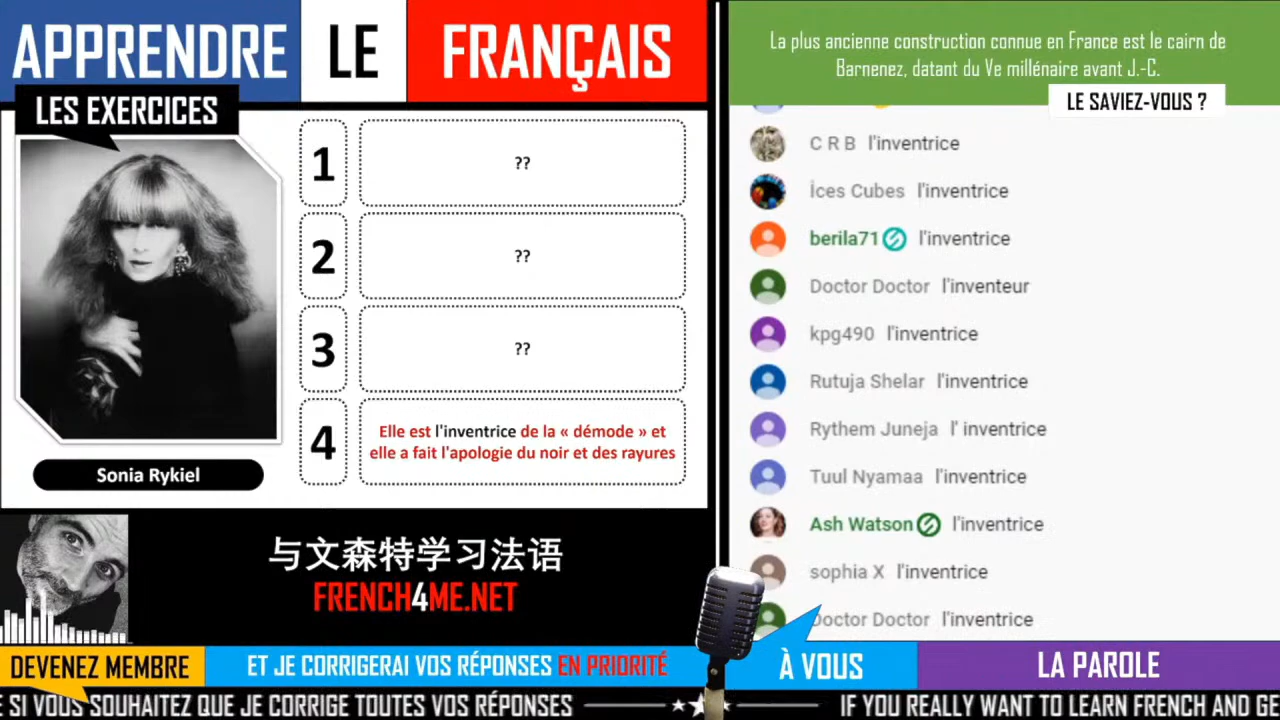 APPRENDRE LE FRANÇAIS
LES EXERCICES
1 ??
2 ??
3 ??
4 Elle est l'inventrice de la « démode » et
elle a fait l'apologie du noir et des rayures
Sonia Rykiel
与文森特学习法语
FRENCH4ME.NET
La plus ancienne construction connue en France est le cairn de
Barnenez, datant du Ve millénaire avant J.-C.
LE SAVIEZ-VOUS ?
C R B l'inventrice
İces Cubes l'inventrice
berila71 l'inventrice
Doctor Doctor l'inventeur
kpg490 l'inventrice
Rutuja Shelar l'inventrice
Rythem Juneja l' inventrice
Tuul Nyamaa l'inventrice
Ash Watson l'inventrice
sophia X l'inventrice
Doctor Doctor l'inventrice
DEVENEZ MEMBRE
ET JE CORRIGERAI VOS RÉPONSES EN PRIORITÉ
À VOUS
LA PAROLE
E SI VOUS SOUHAITEZ QUE JE CORRIGE TOUTES VOS RÉPONSES
IF YOU REALLY WANT TO LEARN FRENCH AND GE